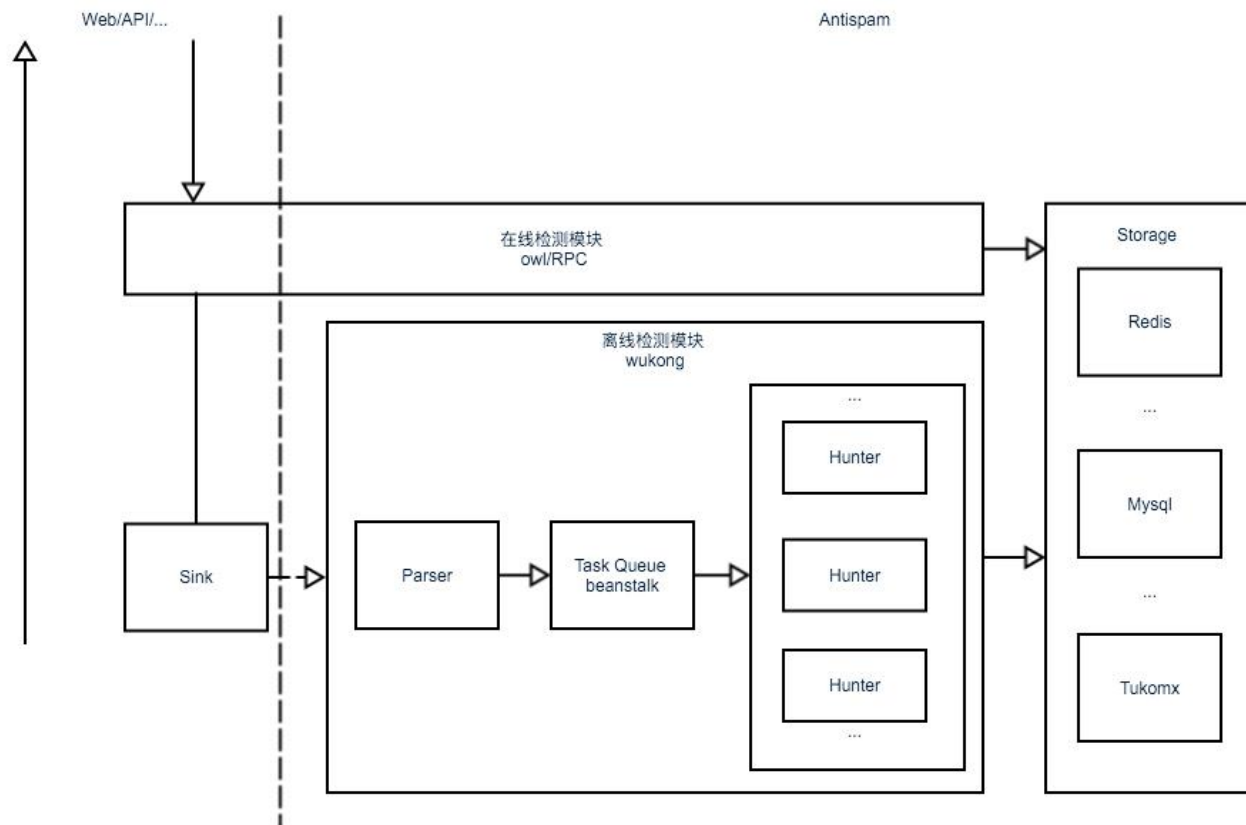 Web/API/...
Antispam
在线检测模块
owl/RPC
Storage
Redis
...
Mysql
...
Tukomx
离线检测模块
wukong
...
Hunter
Hunter
Hunter
...
Sink
Parser
Task Queue
beanstalk